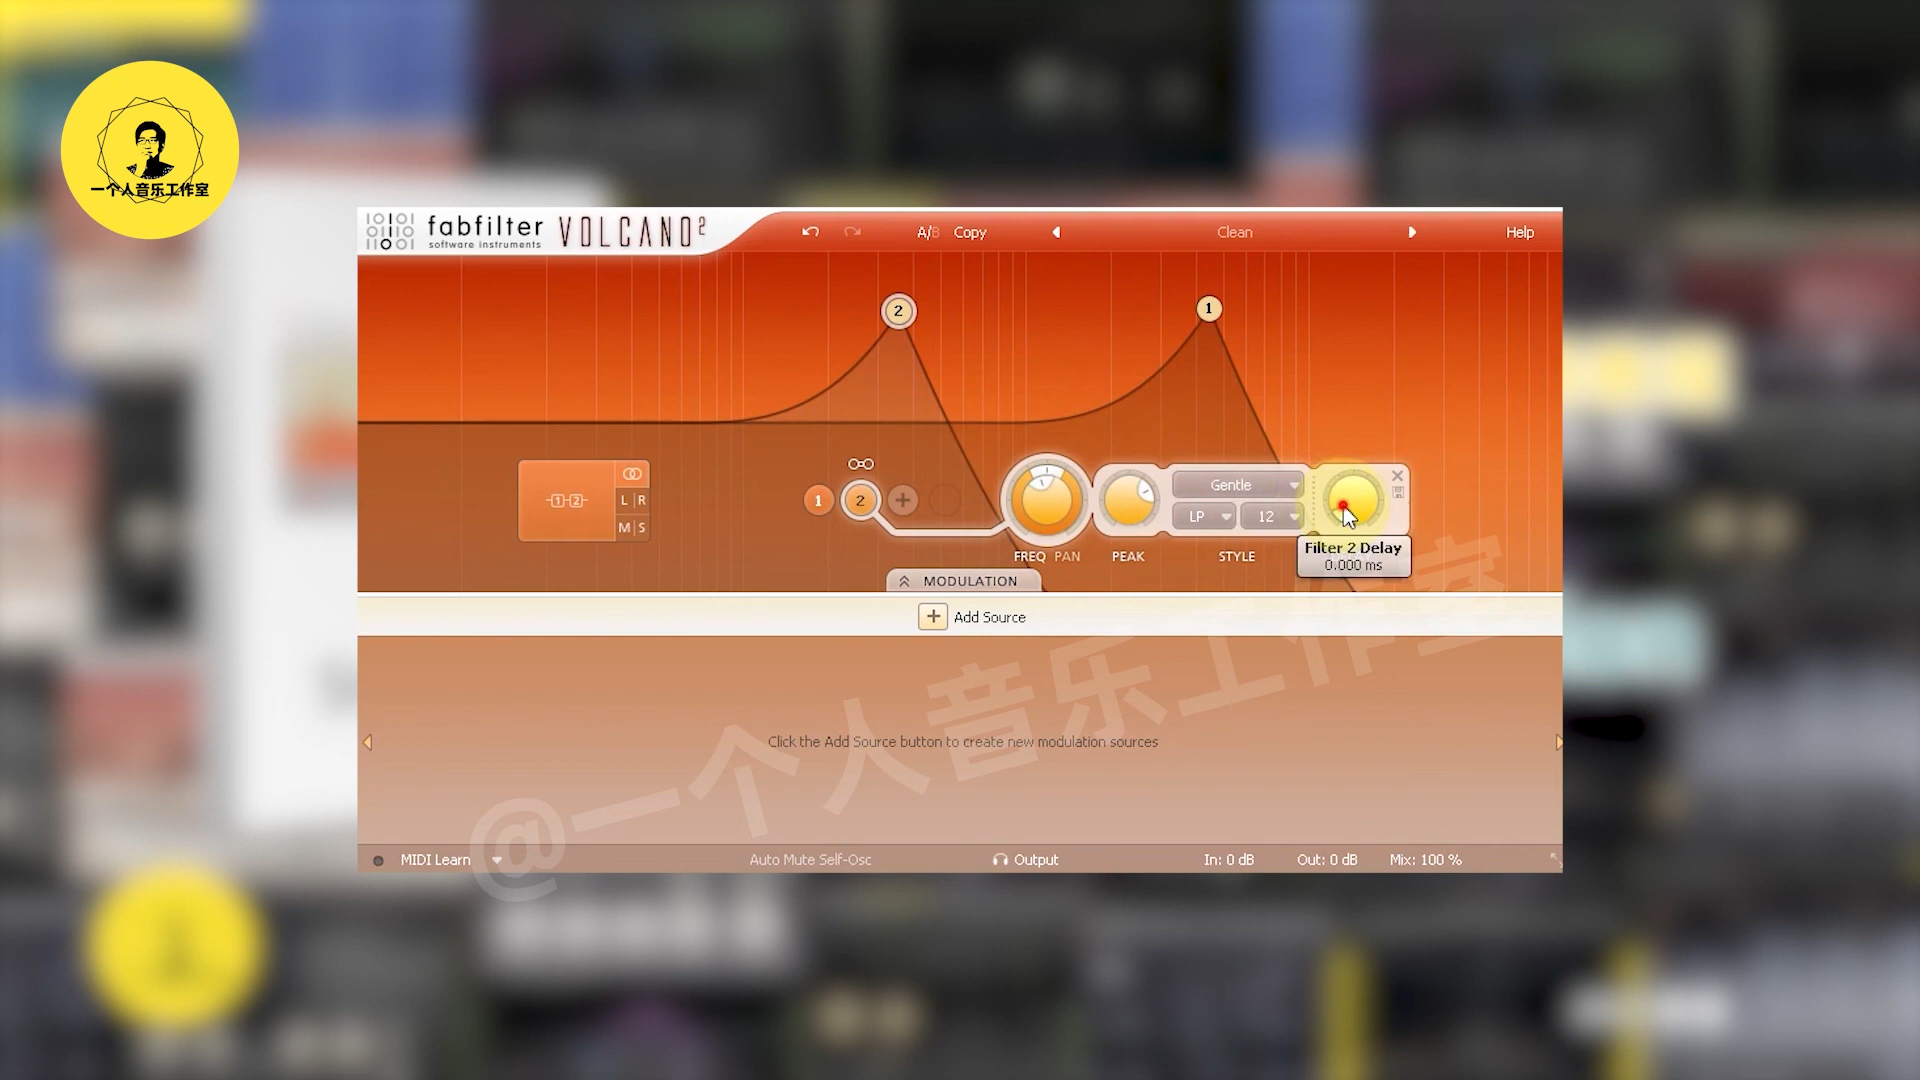 一个人音乐工作室
fabfilter
software instruments
VOLCANO²
A/B Copy
Clean
Help
2
1
1 2
L R
M S
1 2 +
FREQ PAN
PEAK
Gentle
LP
12
STYLE
Filter 2 Delay
0.000 ms
MODULATION
+ Add Source
Click the Add Source button to create new modulation sources
@一个人音乐工作室
MIDI Learn
Auto Mute Self-Osc
Output
In: 0 dB
Out: 0 dB
Mix: 100 %